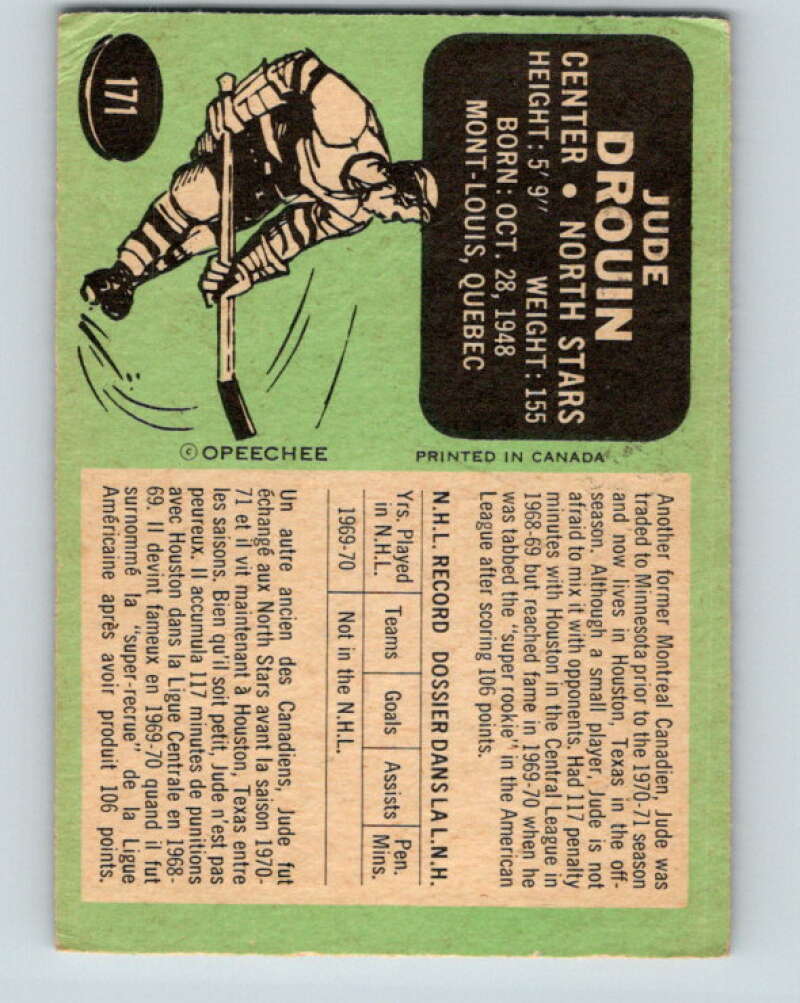 171
JUDE
DROUIN
CENTER • NORTH STARS
HEIGHT: 5' 9" WEIGHT: 155
BORN: OCT. 28, 1948
MONT-LOUIS, QUEBEC
© OPEECHEE
PRINTED IN CANADA
Another former Montreal Canadien, Jude was
traded to Minnesota prior to the 1970-71 season
and now lives in Houston, Texas in the off-
season. Although a small player, Jude is not
afraid to mix it with opponents. Had 117 penalty
minutes with Houston in the Central League in
1968-69 but reached fame in 1969-70 when he
was tabbed the "super rookie" in the American
League after scoring 106 points.
N.H.L. RECORD DOSSIER DANS LA L.N.H.
Yrs. Played in N.H.L. Teams Goals Assists Pen. Mins.
1969-70 Not in the N.H.L.
Un autre ancien des Canadiens, Jude fut
échangé aux North Stars avant la saison 1970-
71 et il vit maintenant à Houston, Texas entre
les saisons. Bien qu'il soit petit, Jude n'est pas
peureux. Il accumula 117 minutes de punitions
avec Houston dans la Ligue Centrale en 1968-
69. Il devint fameux en 1969-70 quand il fut
surnommé la "super-recrue" de la Ligue
Américaine après avoir produit 106 points.